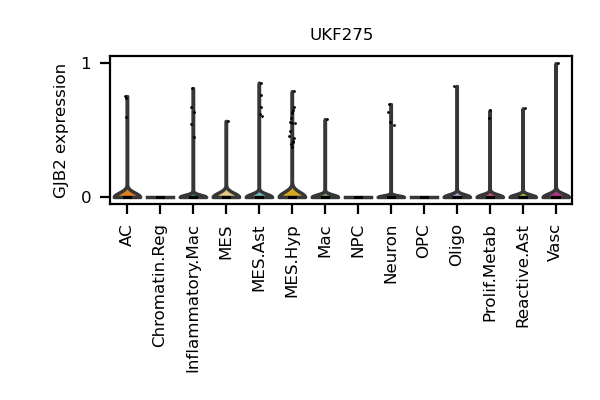 UKF275
GJB2 expression
1
0
AC
Chromatin.Reg
Inflammatory.Mac
MES
MES.Ast
MES.Hyp
Mac
NPC
Neuron
OPC
Oligo
Prolif.Metab
Reactive.Ast
Vasc